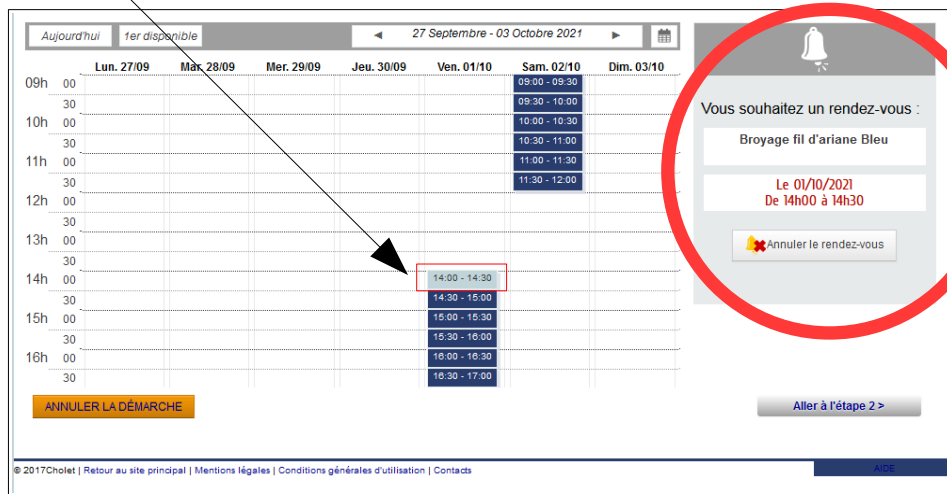 Aujourd'hui 1er disponible ◄ 27 Septembre - 03 Octobre 2021 ►
Lun. 27/09 Mar. 28/09 Mer. 29/09 Jeu. 30/09 Ven. 01/10 Sam. 02/10 Dim. 03/10
09h 00 09:00 - 09:30
30 09:30 - 10:00
10h 00 10:00 - 10:30
30 10:30 - 11:00
11h 00 11:00 - 11:30
30 11:30 - 12:00
12h 00
30
13h 00
30
14h 00 14:00 - 14:30
30 14:30 - 15:00
15h 00 15:00 - 15:30
30 15:30 - 16:00
16h 00 16:00 - 16:30
30 16:30 - 17:00
Vous souhaitez un rendez-vous :
Broyage fil d'ariane Bleu
Le 01/10/2021
De 14h00 à 14h30
Annuler le rendez-vous
ANNULER LA DÉMARCHE
Aller à l'étape 2 >
© 2017Cholet | Retour au site principal | Mentions légales | Conditions générales d'utilisation | Contacts
AIDE